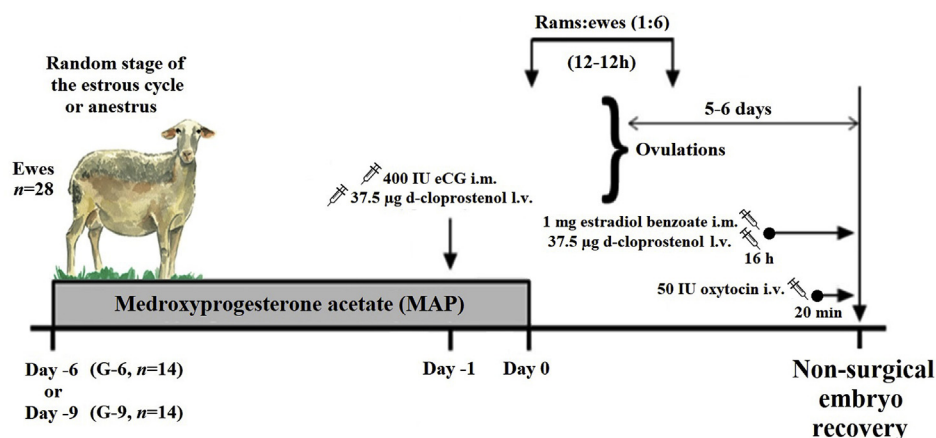 Rams:ewes (1:6)
(12-12h)
Random stage of
the estrous cycle
or anestrus
5-6 days
Ewes
n=28
Ovulations
400 IU eCG i.m.
37.5 µg d-cloprostenol l.v.
1 mg estradiol benzoate i.m.
37.5 µg d-cloprostenol l.v.
16 h
50 IU oxytocin i.v.
20 min
Medroxyprogesterone acetate (MAP)
Day -6 (G-6, n=14)
or
Day -9 (G-9, n=14)
Day -1
Day 0
Non-surgical
embryo
recovery